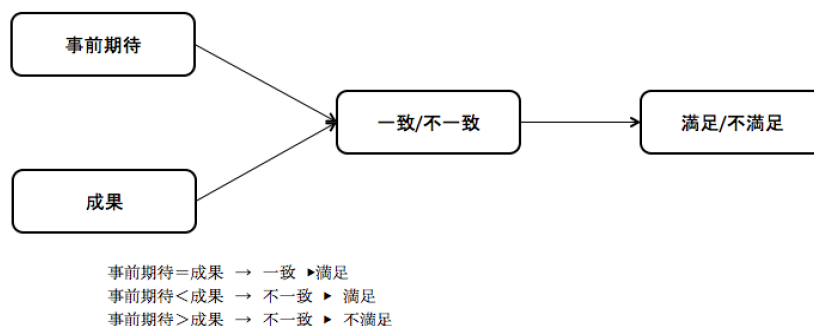 事前期待
一致/不一致
満足/不満足
成果
事前期待＝成果 → 一致 ▶満足
事前期待＜成果 → 不一致 ▶ 満足
事前期待＞成果 → 不一致 ▶ 不満足